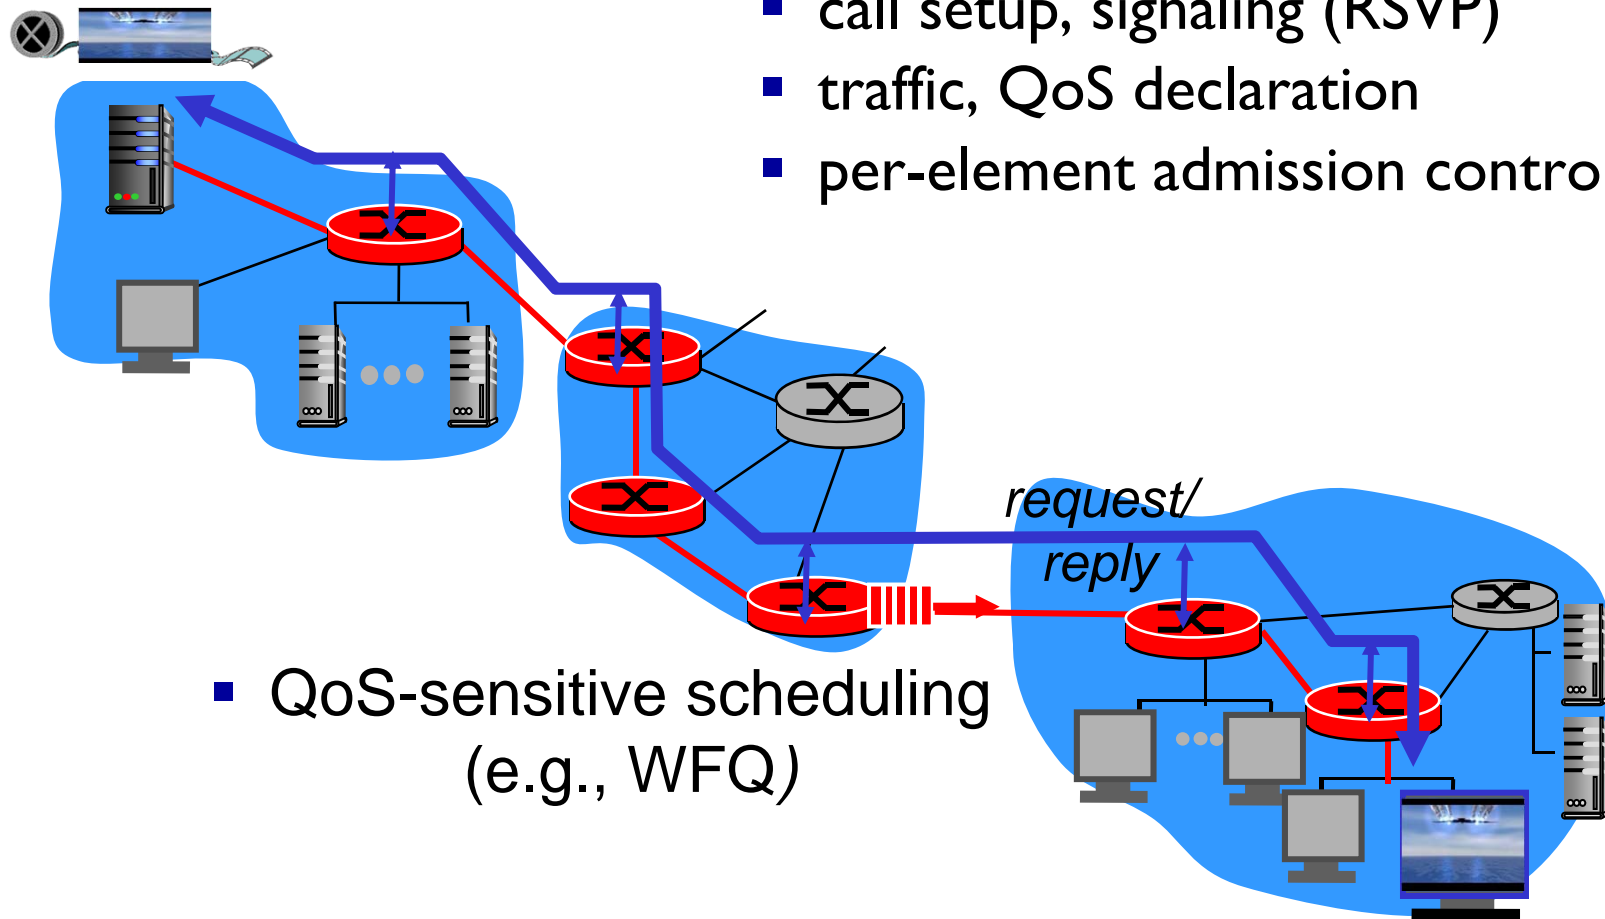 call setup, signaling (RSVP)
traffic, QoS declaration
per-element admission contro
request/
reply
QoS-sensitive scheduling
(e.g., WFQ)